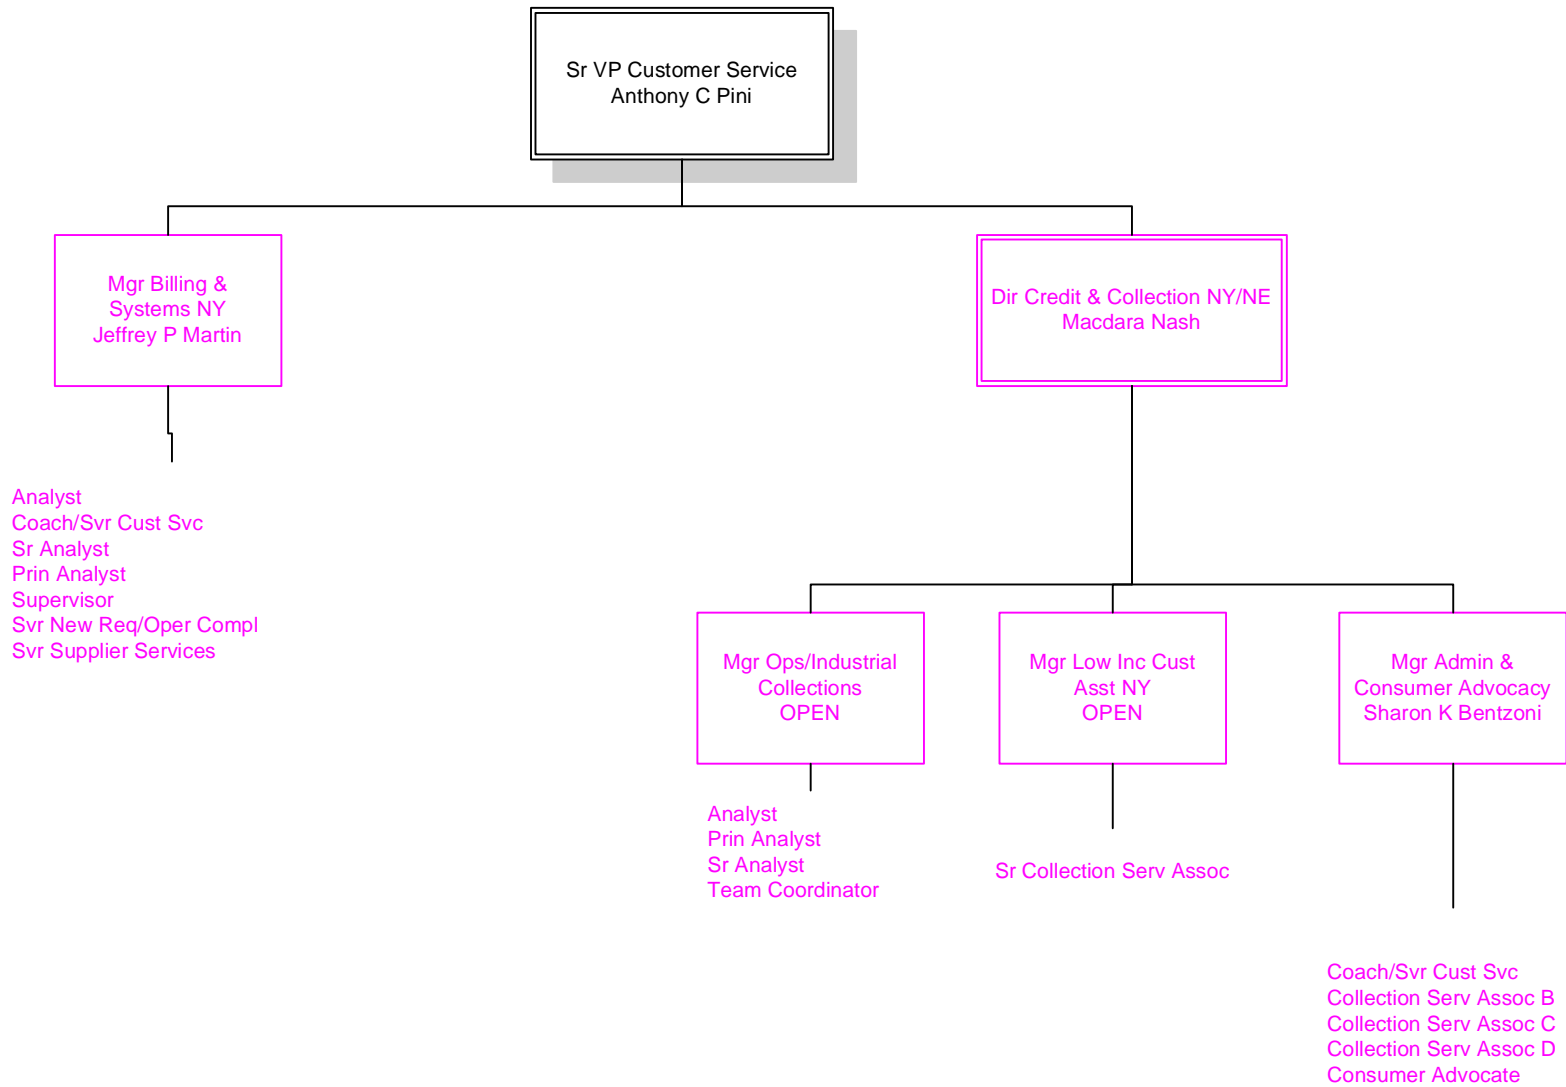 Sr VP Customer Service
Anthony C Pini
Mgr Billing &
Systems NY
Jeffrey P Martin
Dir Credit & Collection NY/NE
Macdara Nash
Analyst
Coach/Svr Cust Svc
Sr Analyst
Prin Analyst
Supervisor
Svr New Req/Oper Compl
Svr Supplier Services
Mgr Ops/Industrial
Collections
OPEN
Mgr Low Inc Cust
Asst NY
OPEN
Mgr Admin &
Consumer Advocacy
Sharon K Bentzoni
Analyst
Prin Analyst
Sr Analyst
Team Coordinator
Sr Collection Serv Assoc
Coach/Svr Cust Svc
Collection Serv Assoc B
Collection Serv Assoc C
Collection Serv Assoc D
Consumer Advocate